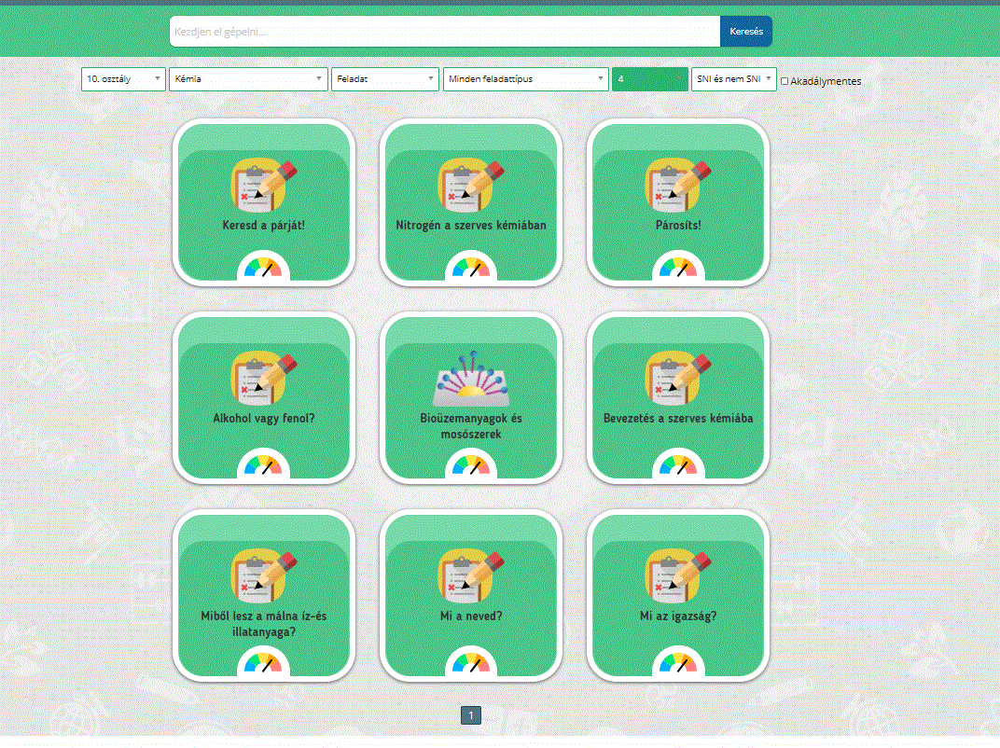 Kezdjen el gépelni...
Keresés
10. osztály
Kémia
Feladat
Minden feladattípus
4
SNI és nem SNI
Akadálymentes
Keresd a párját!
Nitrogén a szerves kémiában
Párosíts!
Alkohol vagy fenol?
Bioüzemanyagok és
mosószerek
Bevezetés a szerves kémiába
Miből lesz a málna íz-és
illatanyaga?
Mi a neved?
Mi az igazság?
1